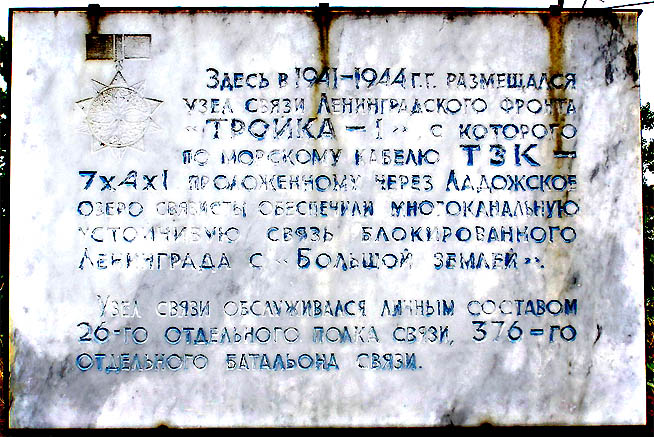 Здесь в 1941-1944 г.г. размещался
узел связи Ленинградского фронта
«ТРОЙКА-1», с которого
по морскому кабелю ТЗК-
7х4х1 проложенному через Ладожское
озеро связисты обеспечили многоканальную
устойчивую связь блокированного
Ленинграда с «Большой землей».
Узел связи обслуживался личным составом
26-го отдельного полка связи, 376-го
отдельного батальона связи.